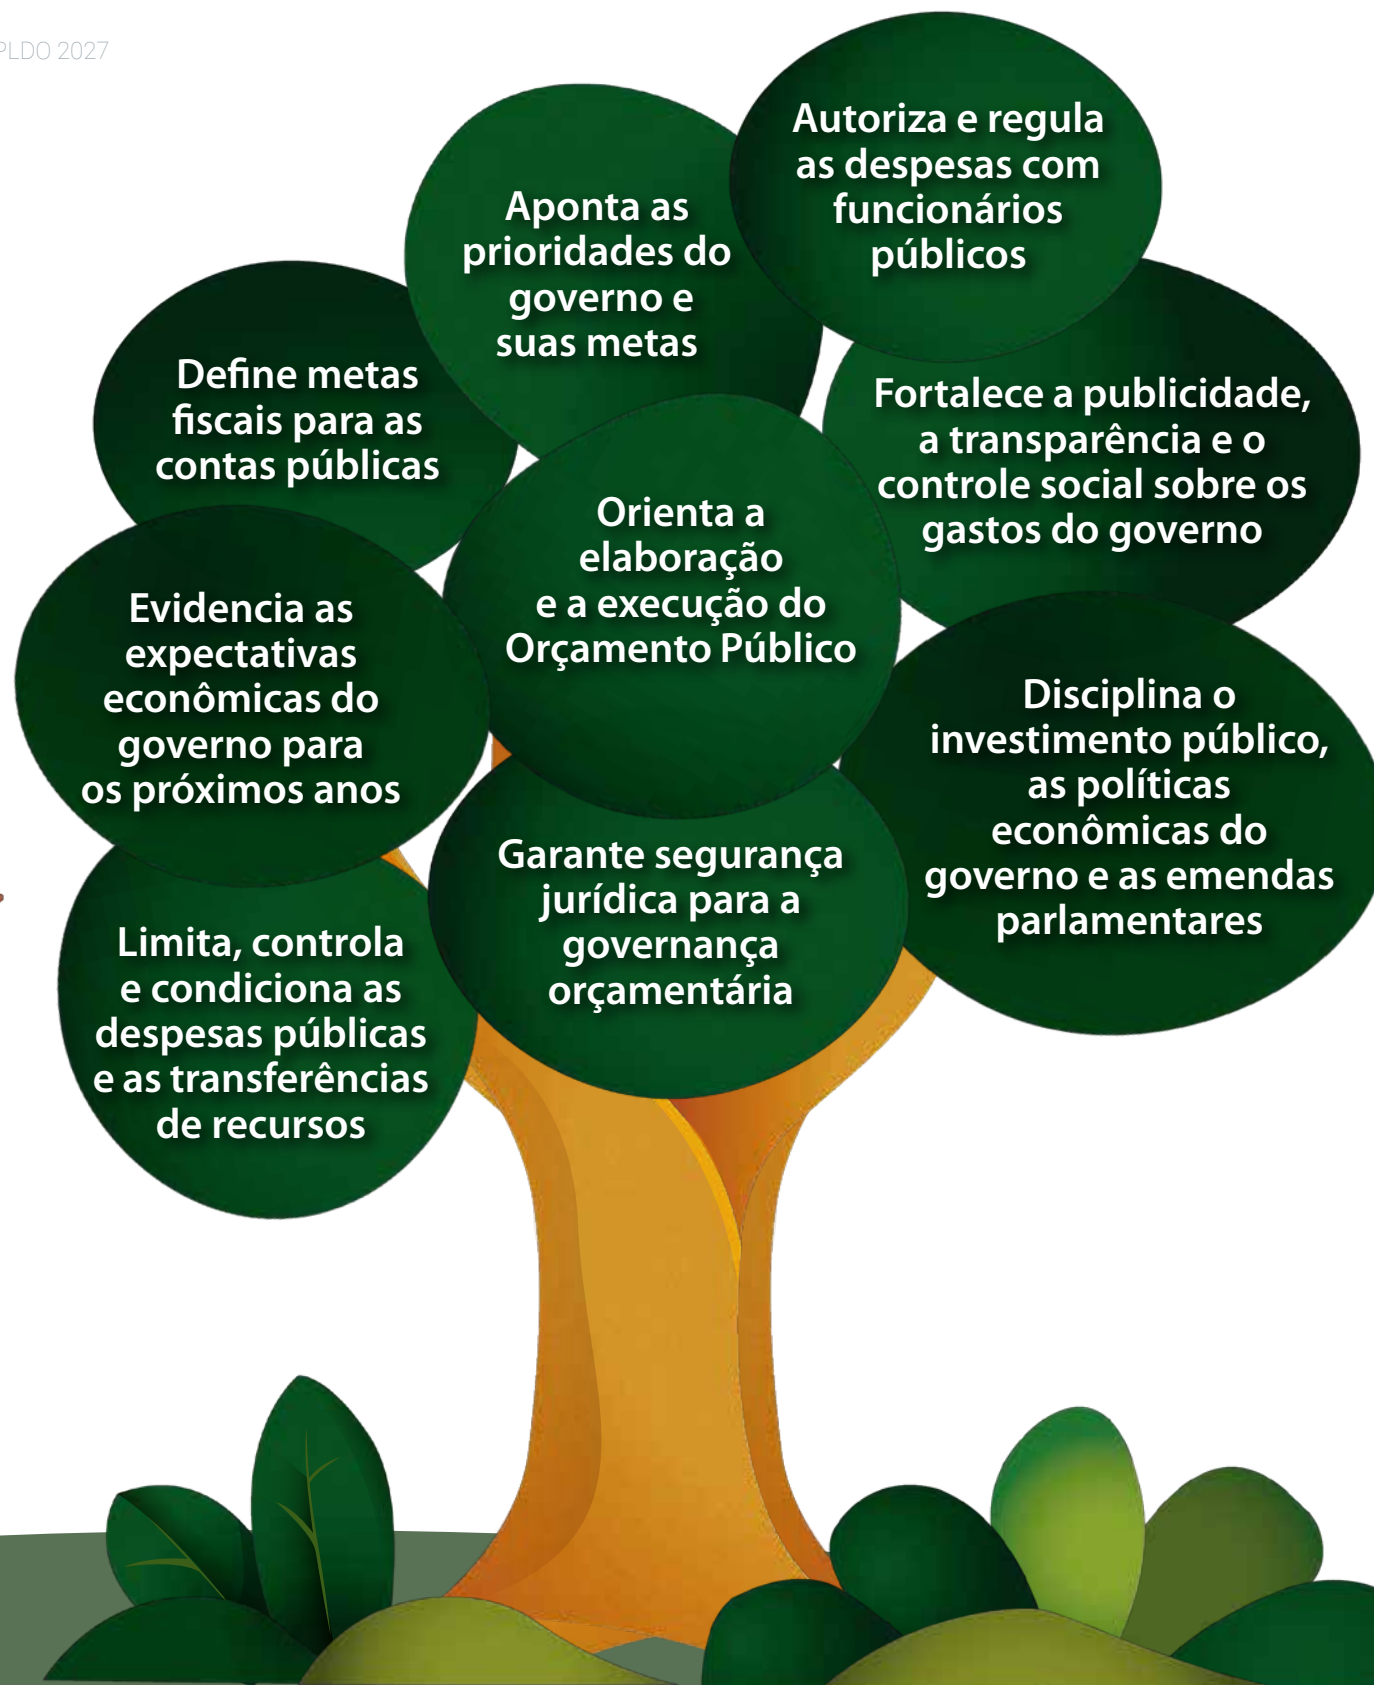 PLDO 2027
Autoriza e regula
as despesas com
funcionários
públicos
Aponta as
prioridades do
governo e
suas metas
Define metas
fiscais para as
contas públicas
Fortalece a publicidade,
a transparência e o
controle social sobre os
gastos do governo
Orienta a
elaboração
e a execução do
Orçamento Público
Evidencia as
expectativas
econômicas do
governo para
os próximos anos
Disciplina o
investimento público,
as políticas
econômicas do
governo e as emendas
parlamentares
Garante segurança
jurídica para a
governança
orçamentária
Limita, controla
e condiciona as
despesas públicas
e as transferências
de recursos